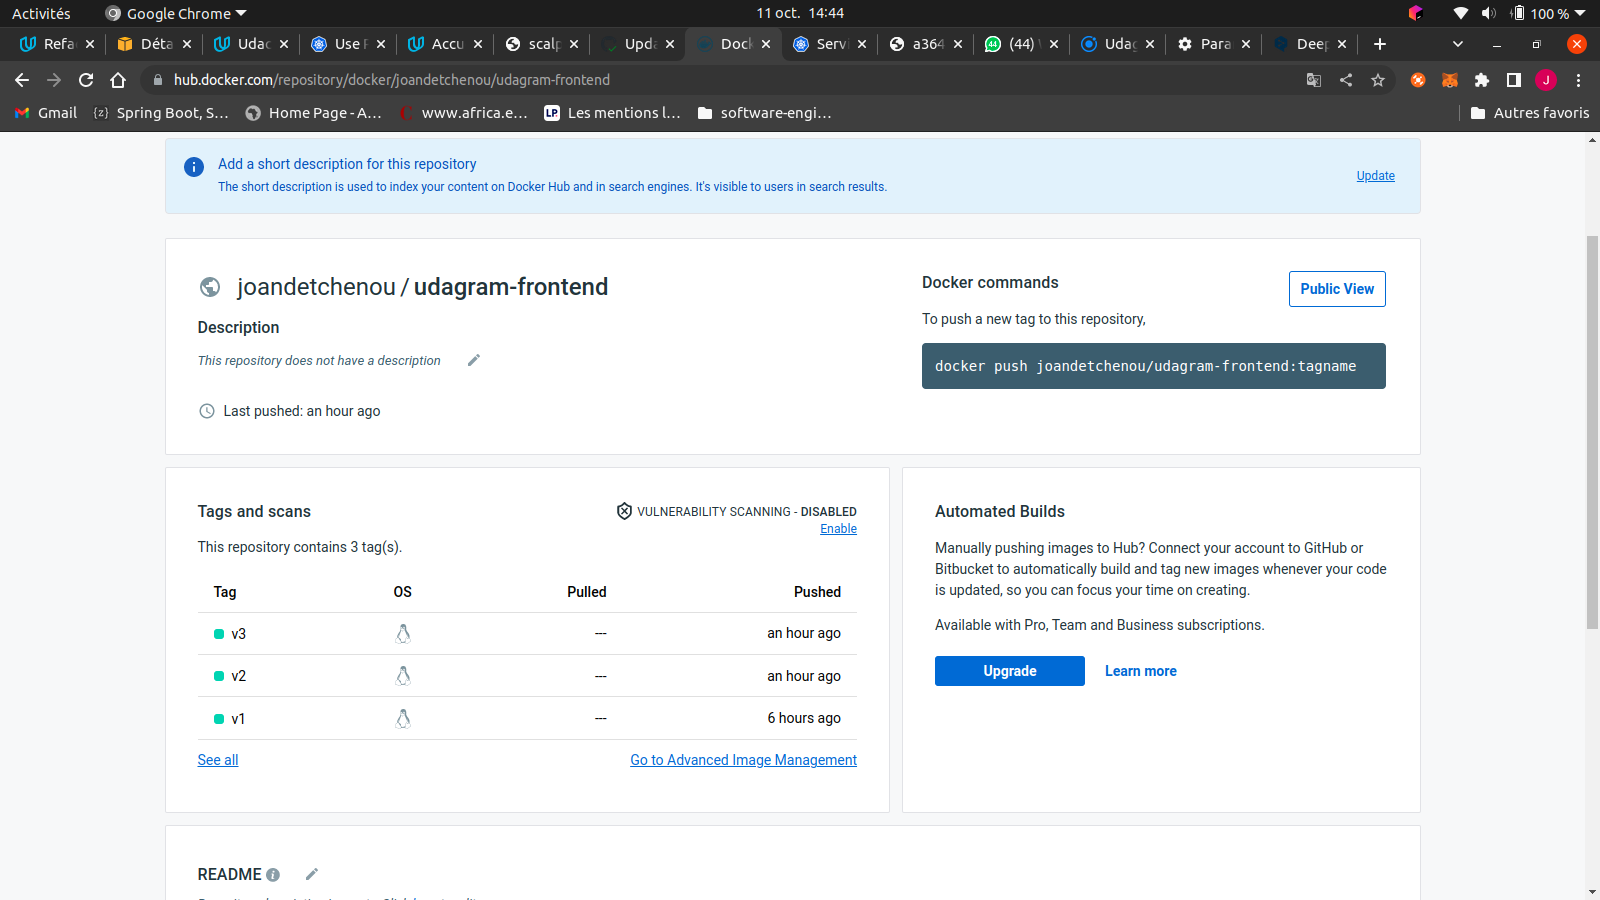 Activités
Google Chrome
11 oct. 14:44
100 %
Refa
Déta
Udac
Use P
Accu
scalp
Upda
Dock
Servi
a364
(44)
Udag
Para
Deep
hub.docker.com/repository/docker/joandetchenou/udagram-frontend
J
Gmail
Spring Boot, S...
Home Page - A...
www.africa.e...
LP
Les mentions l...
software-engi...
Autres favoris
Add a short description for this repository
The short description is used to index your content on Docker Hub and in search engines. It's visible to users in search results.
Update
joandetchenou / udagram-frontend
Description
This repository does not have a description
Last pushed: an hour ago
Docker commands
Public View
To push a new tag to this repository,
docker push joandetchenou/udagram-frontend:tagname
Tags and scans
VULNERABILITY SCANNING - DISABLED
Enable
This repository contains 3 tag(s).
Tag OS Pulled Pushed
v3 --- an hour ago
v2 --- an hour ago
v1 --- 6 hours ago
See all
Go to Advanced Image Management
Automated Builds
Manually pushing images to Hub? Connect your account to GitHub or
Bitbucket to automatically build and tag new images whenever your code
is updated, so you can focus your time on creating.
Available with Pro, Team and Business subscriptions.
Upgrade
Learn more
README